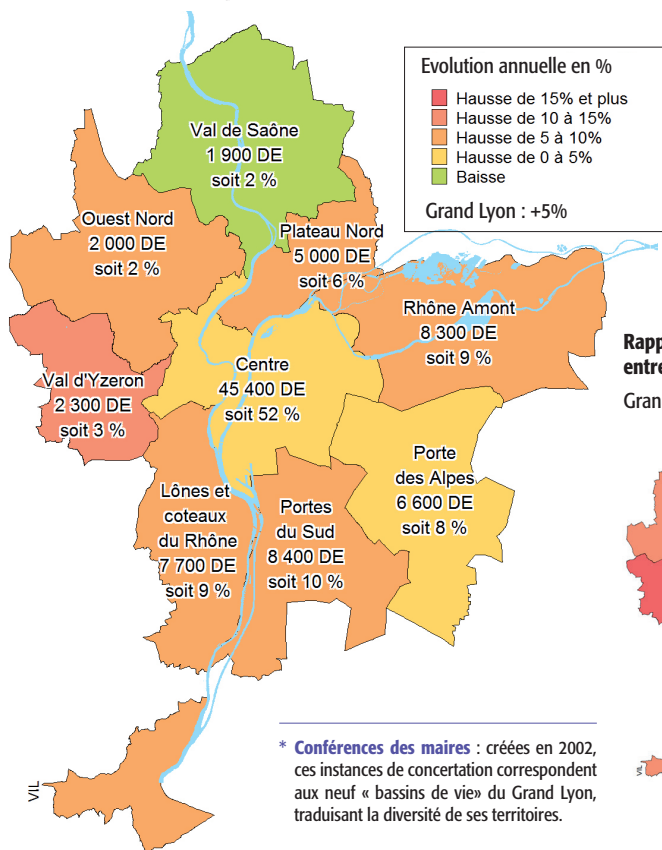 Evolution annuelle en %
Hausse de 15% et plus
Hausse de 10 à 15%
Hausse de 5 à 10%
Hausse de 0 à 5%
Baisse
Grand Lyon : +5%
Val de Saône
1 900 DE
soit 2 %
Ouest Nord
2 000 DE
soit 2 %
Plateau Nord
5 000 DE
soit 6 %
Rhône Amont
8 300 DE
soit 9 %
Val d'Yzeron
2 300 DE
soit 3 %
Centre
45 400 DE
soit 52 %
Porte
des Alpes
6 600 DE
soit 8 %
Lônes et
coteaux
du Rhône
7 700 DE
soit 9 %
Portes
du Sud
8 400 DE
soit 10 %
VIL
* Conférences des maires : créées en 2002,
ces instances de concertation correspondent
aux neuf « bassins de vie» du Grand Lyon,
traduisant la diversité de ses territoires.
Rapp
entre
Gran
VIL